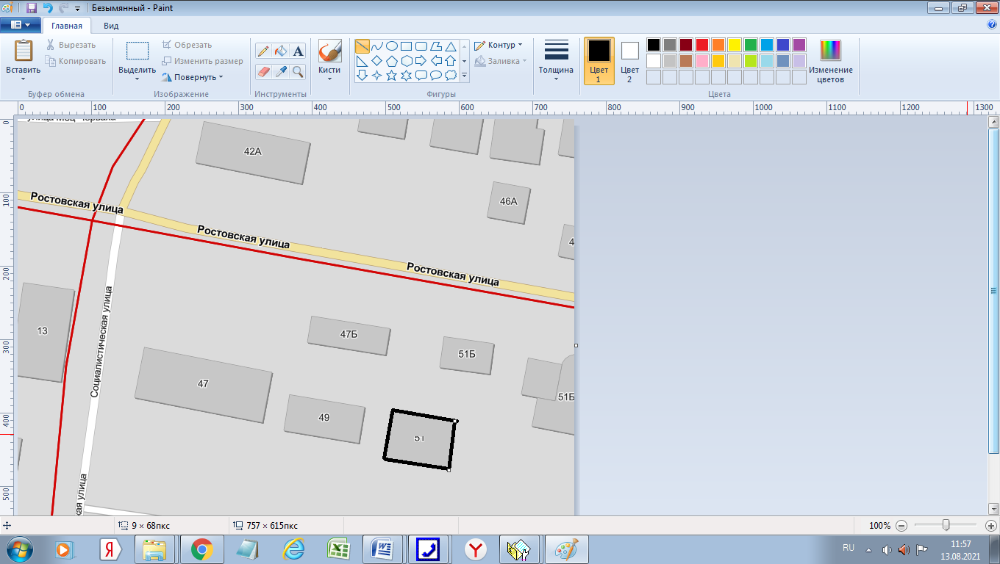 Безымянный - Paint
Главная
Вид
Вставить
Вырезать
Копировать
Буфер обмена
Выделить
Обрезать
Изменить размер
Повернуть
Изображение
А
Инструменты
Кисти
Контур
Заливка
Фигуры
Толщина
Цвет
1
Цвет
2
Изменение
цветов
Цвета
0 100 200 300 400 500 600 700 800 900 1000 1100 1200 1300
0
100
200
300
400
500
42А
46А
4
Ростовская улица
Ростовская улица
Ростовская улица
Социалистическая улица
13
47Б
51Б
47
49
51
51Б
кая улица
9 × 68пкс
757 × 615пкс
100%
Я
RU
11:57
13.08.2021